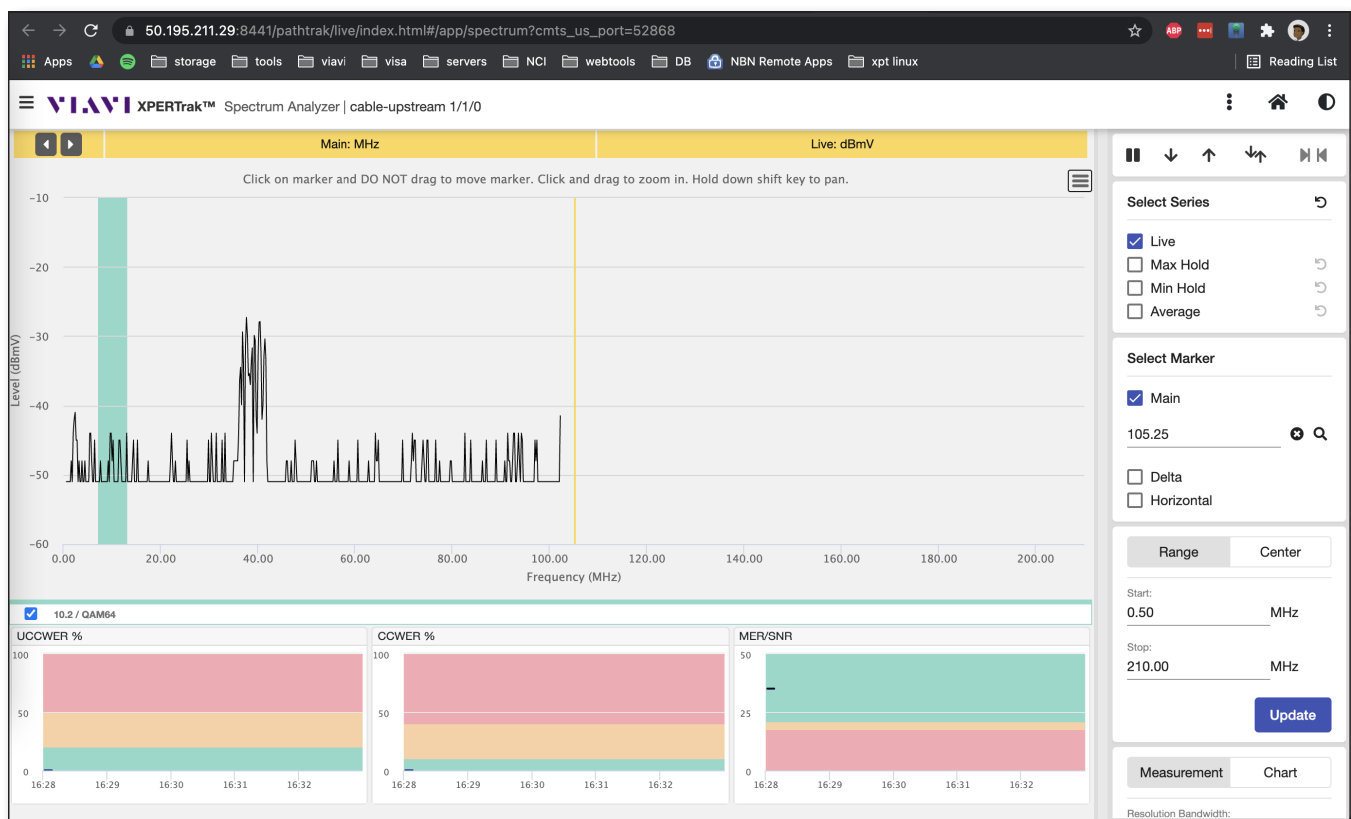 50.195.211.29:8441/pathtrak/live/index.html#/app/spectrum?cmts_us_port=52868
ABP
Apps storage tools viavi visa servers NCI webtools DB NBN Remote Apps xpt linux Reading List
VIAVI XPERTrak™ Spectrum Analyzer | cable-upstream 1/1/0
Main: MHz Live: dBmV
Click on marker and DO NOT drag to move marker. Click and drag to zoom in. Hold down shift key to pan.
Level (dBmV)
−10
−20
−30
−40
−50
−60
0.00 20.00 40.00 60.00 80.00 100.00 120.00 140.00 160.00 180.00 200.00
Frequency (MHz)
10.2 / QAM64
UCCWER %
100
50
0
16:28 16:29 16:30 16:31 16:32
CCWER %
100
50
0
16:28 16:29 16:30 16:31 16:32
MER/SNR
50
25
0
16:28 16:29 16:30 16:31 16:32
Select Series
Live
Max Hold
Min Hold
Average
Select Marker
Main
105.25
Delta
Horizontal
Range Center
Start:
0.50 MHz
Stop:
210.00 MHz
Update
Measurement Chart
Resolution Bandwidth: